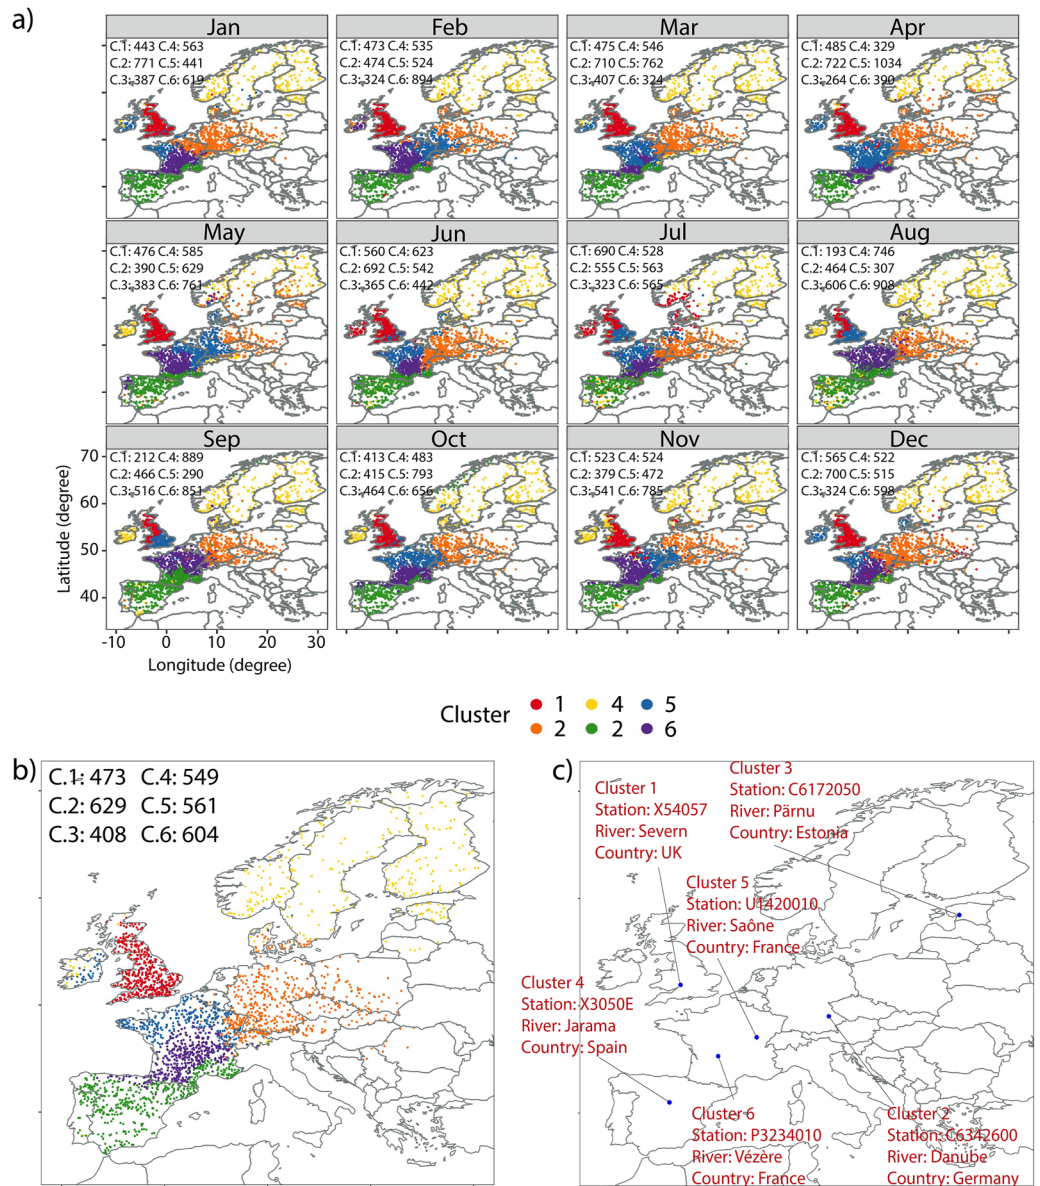 a)
Jan
C.1: 443 C.4: 563
C.2: 771 C.5: 441
C.3: 387 C.6: 619
Feb
C.1: 473 C.4: 535
C.2: 474 C.5: 524
C.3: 324 C.6: 894
Mar
C.1: 475 C.4: 546
C.2: 710 C.5: 762
C.3: 407 C.6: 324
Apr
C.1: 485 C.4: 329
C.2: 722 C.5: 1034
C.3: 264 C.6: 390
May
C.1: 476 C.4: 585
C.2: 390 C.5: 629
C.3: 383 C.6: 761
Jun
C.1: 560 C.4: 623
C.2: 692 C.5: 542
C.3: 365 C.6: 442
Jul
C.1: 690 C.4: 528
C.2: 555 C.5: 563
C.3: 323 C.6: 565
Aug
C.1: 193 C.4: 746
C.2: 464 C.5: 307
C.3: 606 C.6: 908
Sep
C.1: 212 C.4: 889
C.2: 466 C.5: 290
C.3: 516 C.6: 851
Oct
C.1: 413 C.4: 483
C.2: 415 C.5: 793
C.3: 464 C.6: 656
Nov
C.1: 523 C.4: 524
C.2: 379 C.5: 472
C.3: 541 C.6: 785
Dec
C.1: 565 C.4: 522
C.2: 700 C.5: 515
C.3: 324 C.6: 598
70
60
50
40
Latitude (degree)
-10 0 10 20 30
Longitude (degree)
Cluster
1 4 5
2 2 6
b)
C.1: 473 C.4: 549
C.2: 629 C.5: 561
C.3: 408 C.6: 604
c)
Cluster 3
Station: C6172050
River: Pärnu
Country: Estonia
Cluster 1
Station: X54057
River: Severn
Country: UK
Cluster 5
Station: U1420010
River: Saône
Country: France
Cluster 4
Station: X3050E
River: Jarama
Country: Spain
Cluster 6
Station: P3234010
River: Vézère
Country: France
Cluster 2
Station: C6342600
River: Danube
Country: Germany